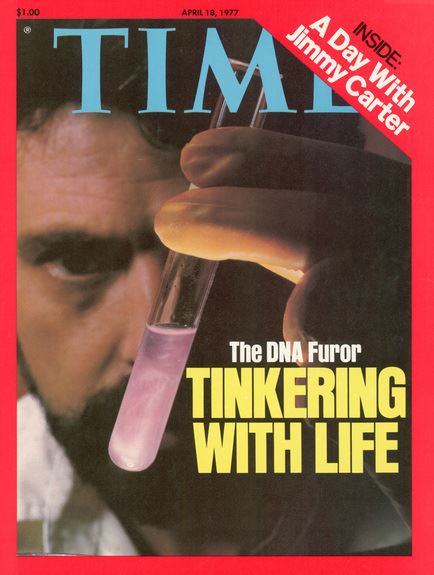 $1.00
APRIL 18, 1977
®
TIME
INSIDE:
A Day With
Jimmy Carter
The DNA Furor
TINKERING
WITH LIFE